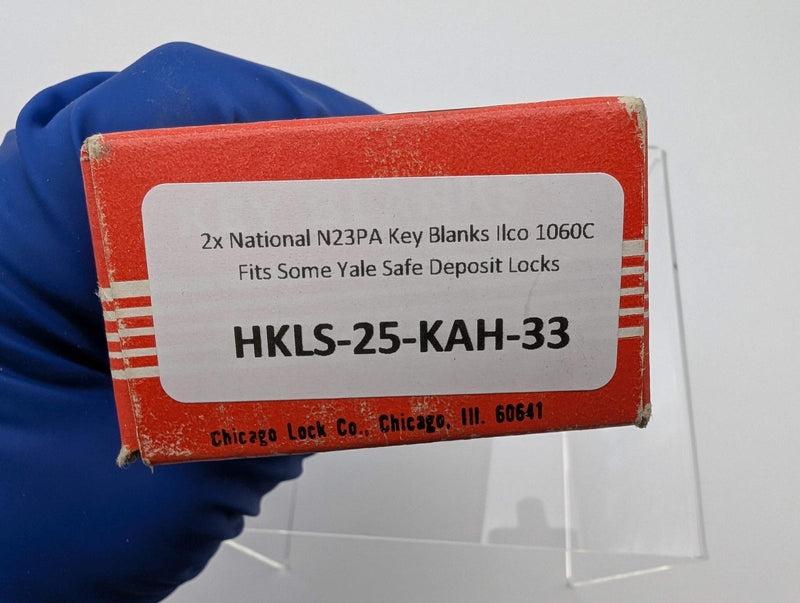 2x National N23PA Key Blanks Ilco 1060C
Fits Some Yale Safe Deposit Locks
HKLS-25-KAH-33
Chicago Lock Co., Chicago, Ill. 60641